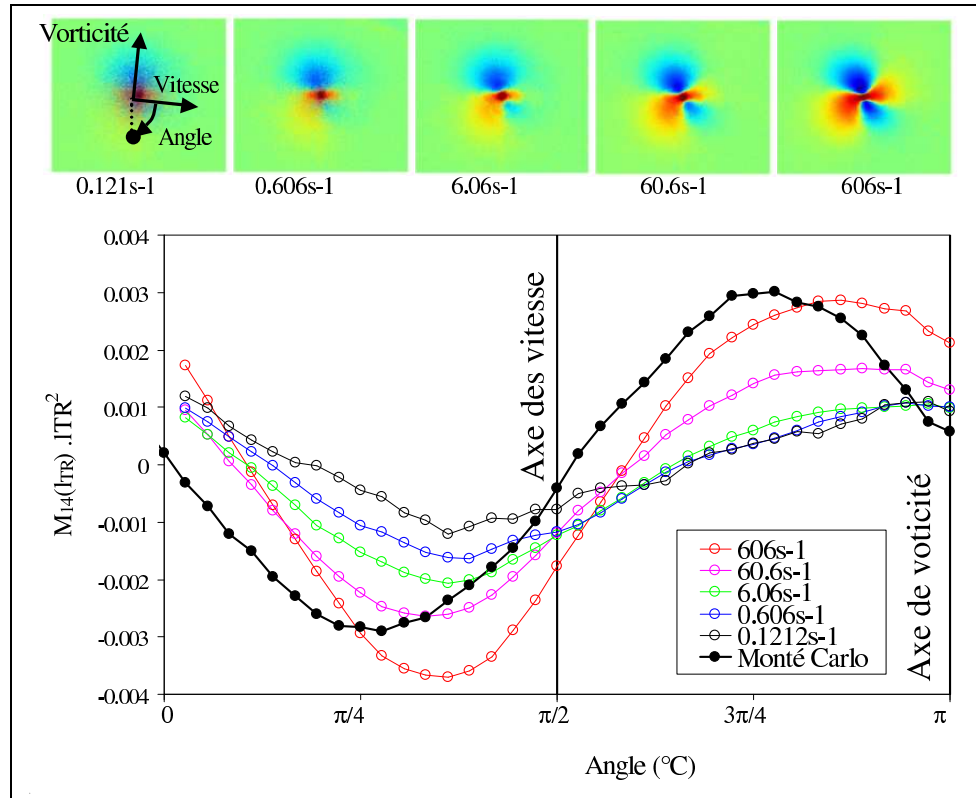 Vorticité
Vitesse
Angle
0.121s-1
0.606s-1
6.06s-1
60.6s-1
606s-1
0.004
0.003
0.002
0.001
0
-0.001
-0.002
-0.003
-0.004
M14(lTR) .lTR²
Axe des vitesse
Axe de voticité
606s-1
60.6s-1
6.06s-1
0.606s-1
0.1212s-1
Monté Carlo
0
π/4
π/2
3π/4
π
Angle (°C)